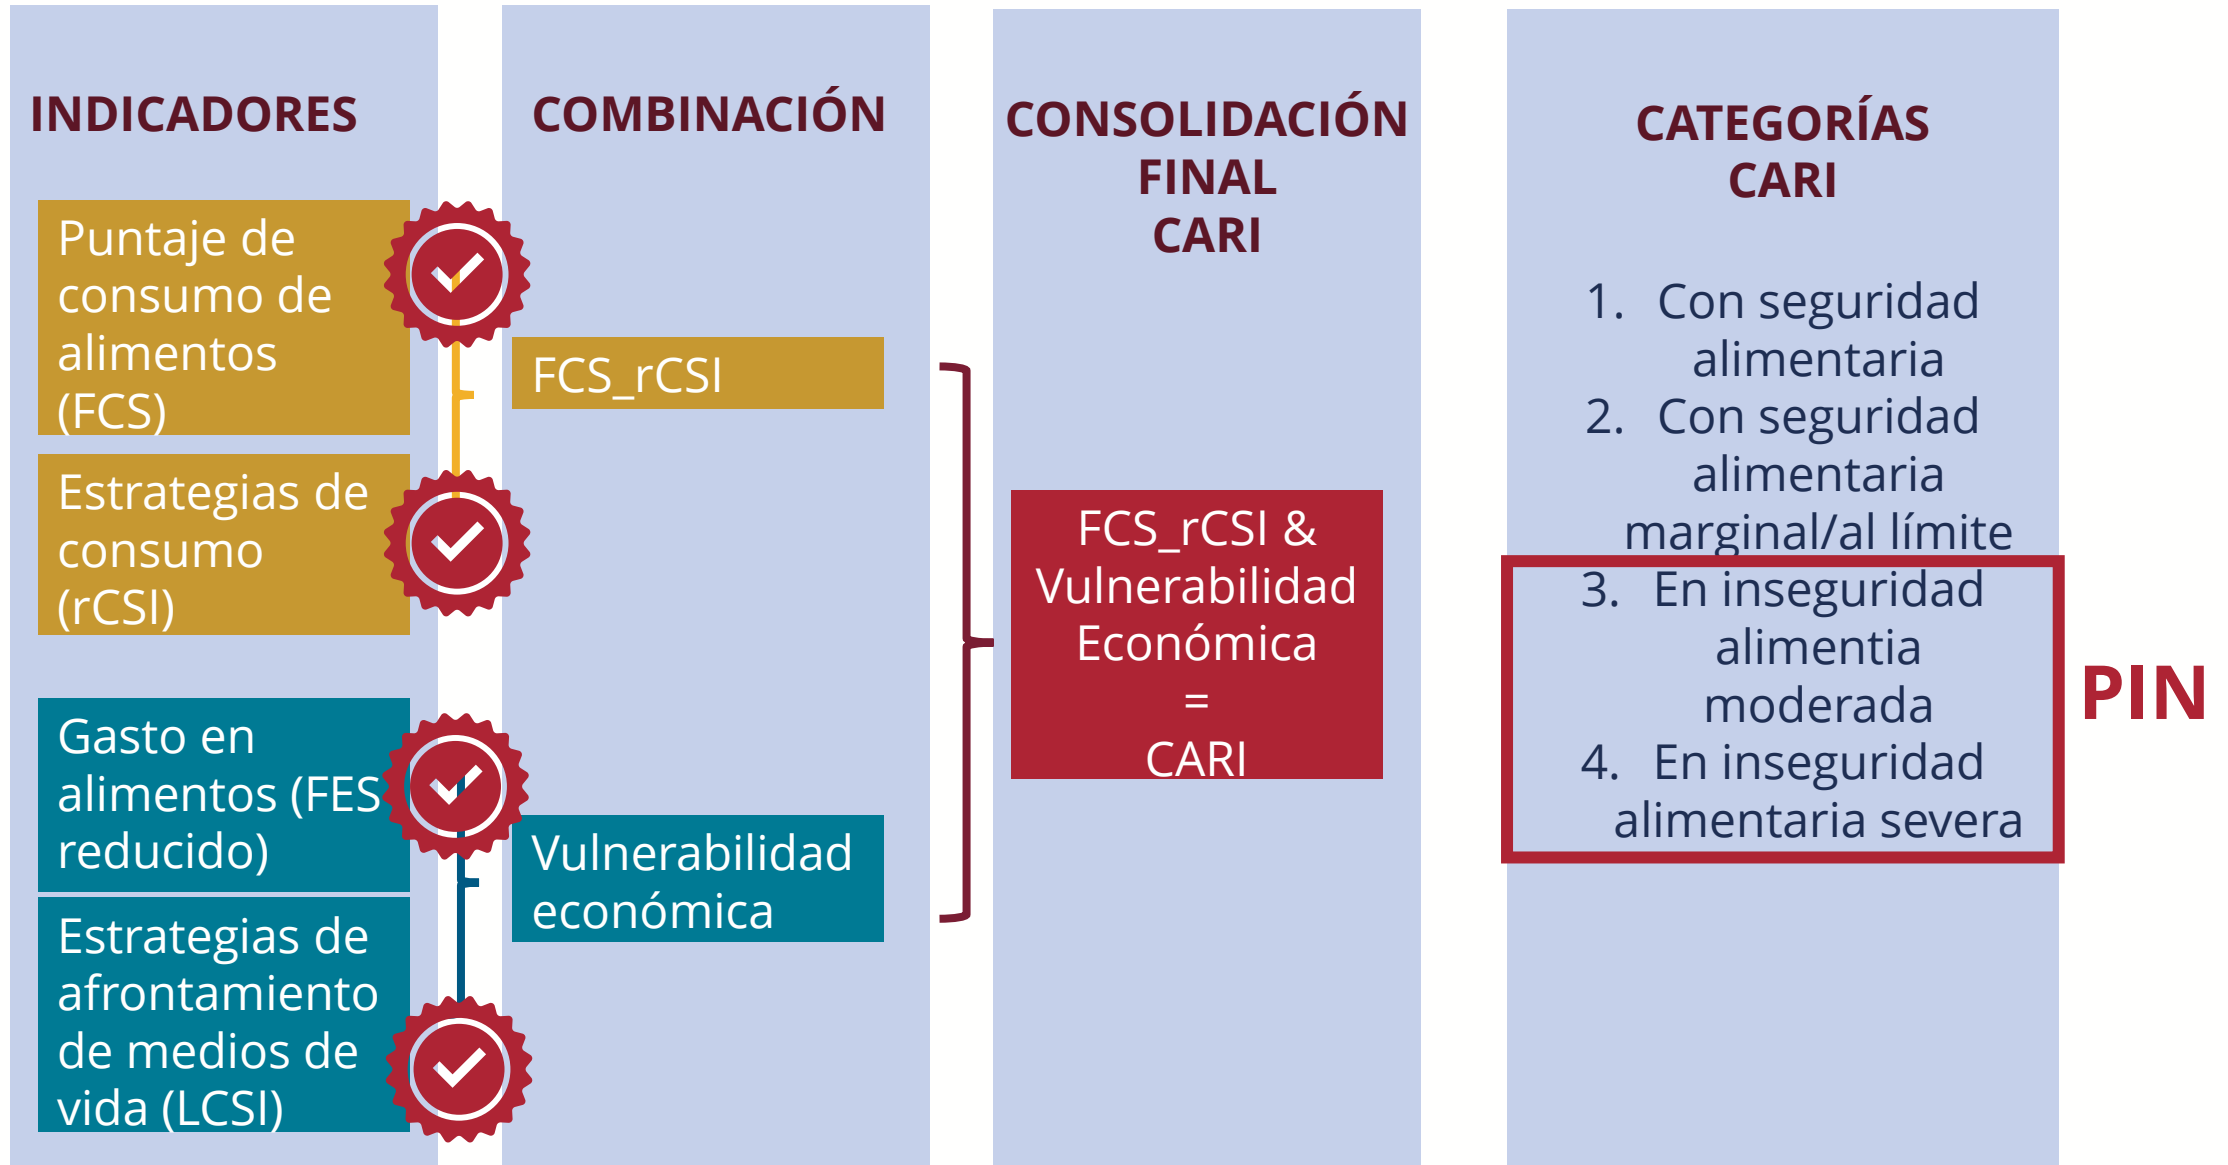 INDICADORES
Puntaje de
consumo de
alimentos
(FCS)
Estrategias de
consumo
(rCSI)
Gasto en
alimentos (FES
reducido)
Estrategias de
afrontamiento
de medios de
vida (LCSI)
COMBINACIÓN
FCS_rCSI
Vulnerabilidad
económica
CONSOLIDACIÓN
FINAL
CARI
FCS_rCSI &
Vulnerabilidad
Económica
=
CARI
CATEGORÍAS
CARI
1. Con seguridad
alimentaria
2. Con seguridad
alimentaria
marginal/al límite
3. En inseguridad
alimentia
moderada
4. En inseguridad
alimentaria severa
PIN